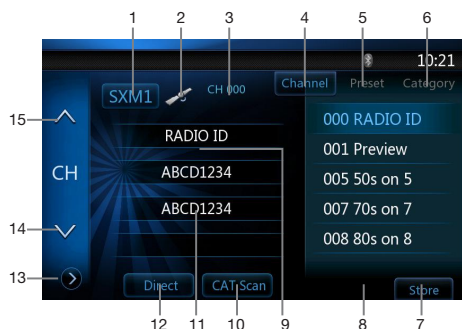 1 2 3 4 5 6
10:21
SXM1 CH 000 Channel Preset Category
15
000 RADIO ID
RADIO ID
001 Preview
CH ABCD1234
005 50s on 5
ABCD1234
007 70s on 7
14
008 80s on 8
13
Direct CAT Scan Store
12 11 10 9 8 7